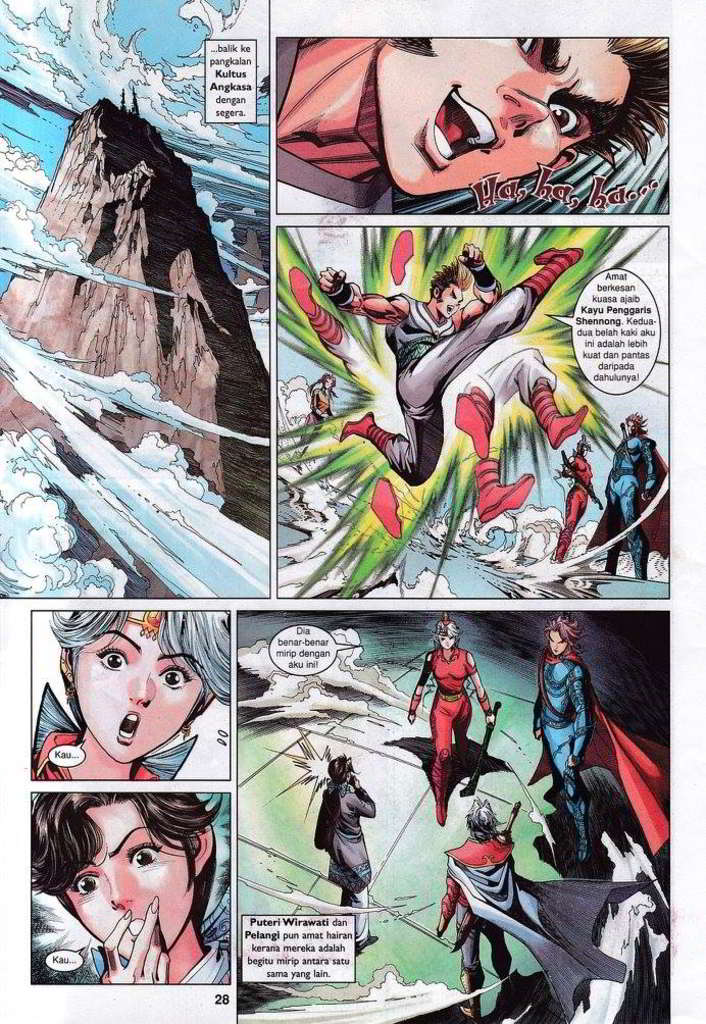 ...balik ke
pangkalan
Kultus
Angkasa
dengan
segera.
Ha, ha, ha...
Amat
berkesan
kuasa ajaib
Kayu Penggaris
Shennong. Kedua-
dua belah kaki aku
ini adalah lebih
kuat dan pantas
daripada
dahulunya!
Kau...
Kau...
Dia
benar-benar
mirip dengan
aku ini!
Puteri Wirawati dan
Pelangi pun amat hairan
kerana mereka adalah
begitu mirip antara satu
sama yang lain.
28